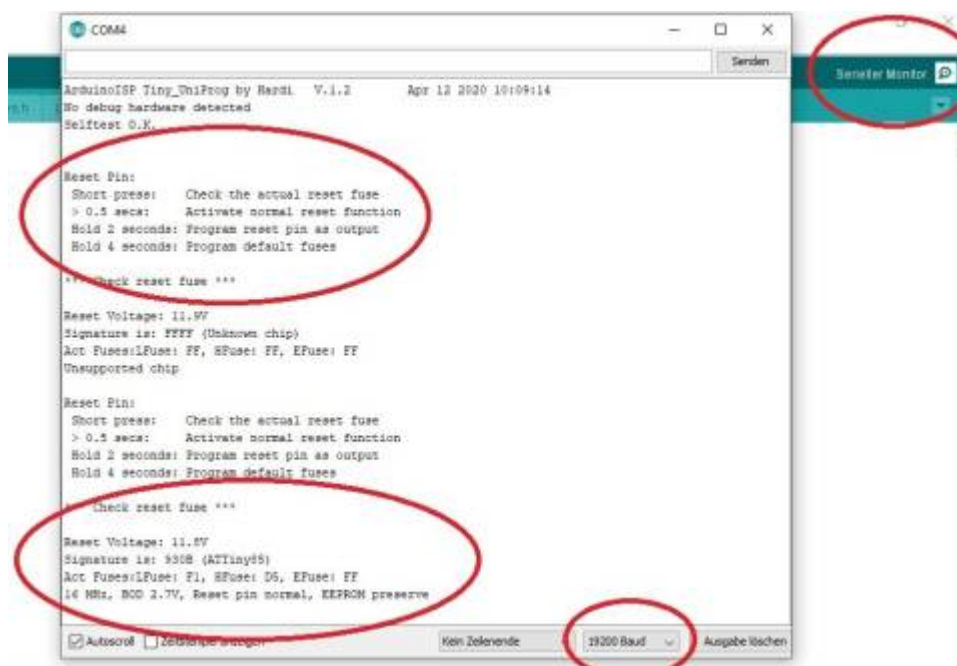 COM4
Senden
Serieller Monitor
ArduinoISP Tiny_UniProg by Hardi V.1.2 Apr 12 2020 10:09:14
No debug hardware detected
Selftest O.K.
Reset Pin:
Short press: Check the actual reset fuse
> 0.5 secs: Activate normal reset function
Hold 2 seconds: Program reset pin as output
Hold 4 seconds: Program default fuses
*** Check reset fuse ***
Reset Voltage: 11.9V
Signature is: FFFF (Unknown chip)
Act Fuses:LFuse: FF, HFuse: FF, EFuse: FF
Unsupported chip
Reset Pin:
Short press: Check the actual reset fuse
> 0.5 secs: Activate normal reset function
Hold 2 seconds: Program reset pin as output
Hold 4 seconds: Program default fuses
*** Check reset fuse ***
Reset Voltage: 11.8V
Signature is: 930B (ATTiny85)
Act Fuses:LFuse: F1, HFuse: D5, EFuse: FF
16 MHz, BOD 2.7V, Reset pin normal, EEPROM preserve
Autoscroll Zeitstempel anzeigen Kein Zeilenende 19200 Baud Ausgabe löschen